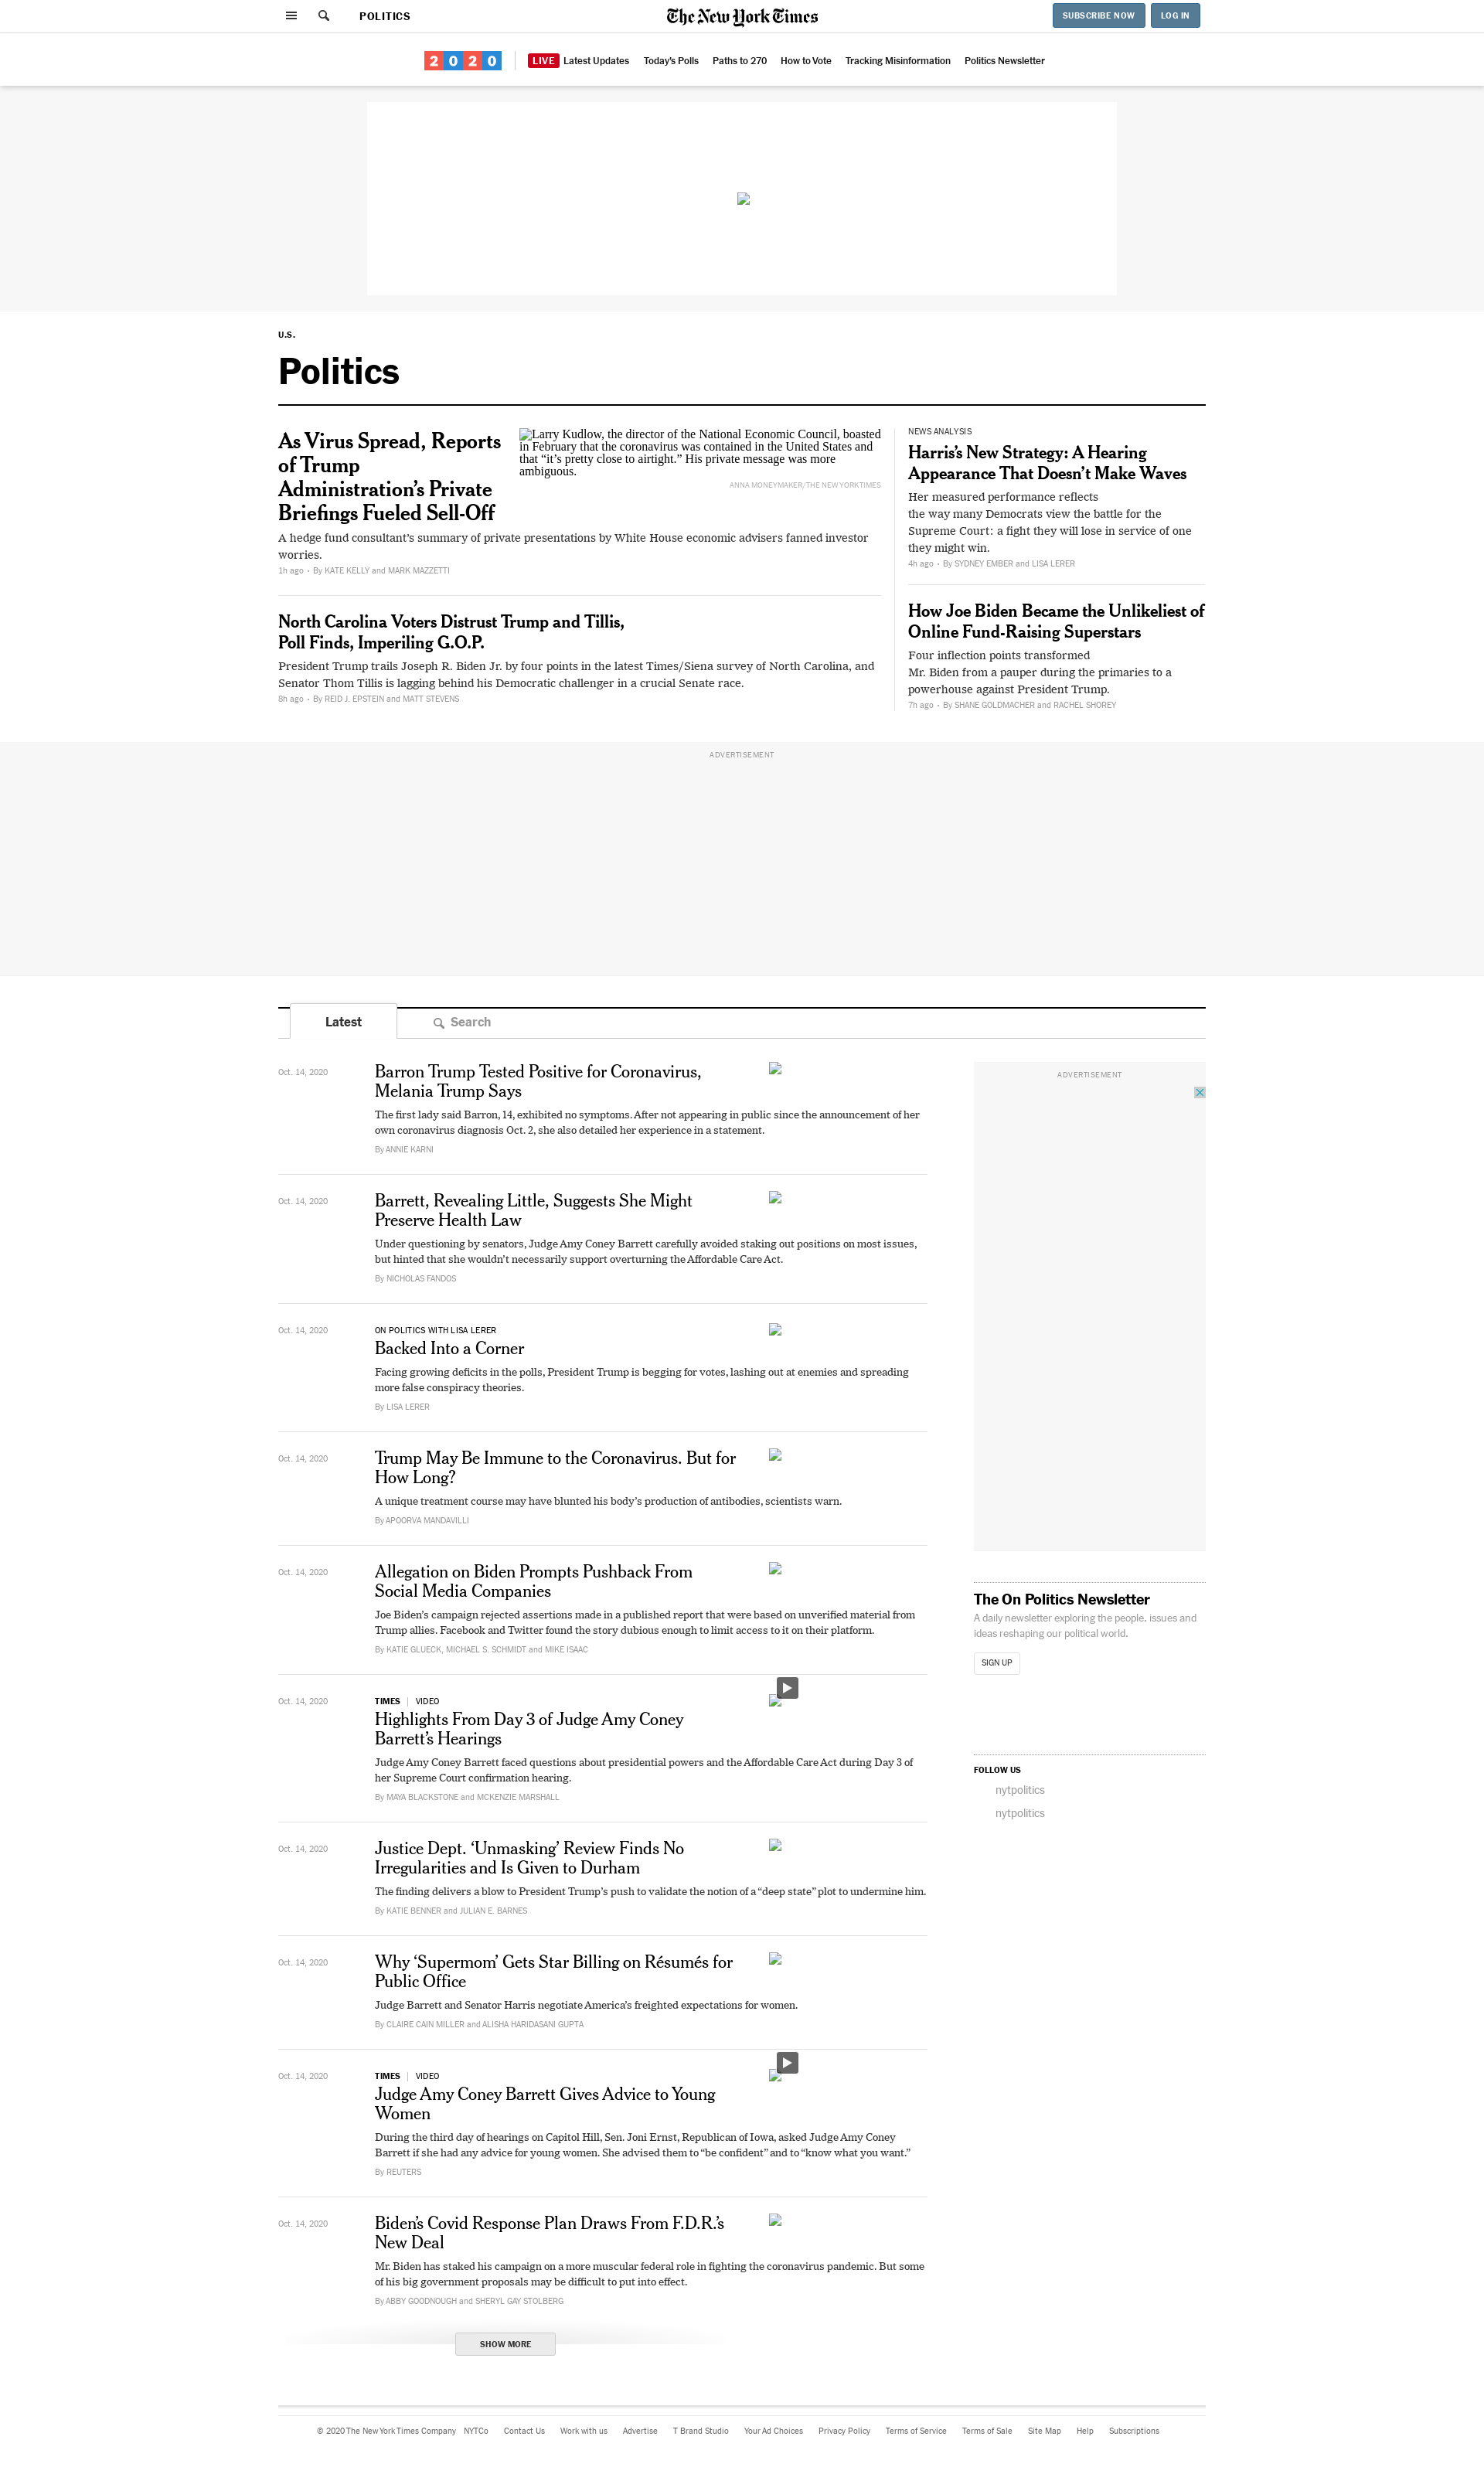 POLITICS
The New York Times
SUBSCRIBE NOW
LOG IN
2020
LIVE Latest Updates
Today's Polls
Paths to 270
How to Vote
Tracking Misinformation
Politics Newsletter
U.S.
Politics
As Virus Spread, Reports
of Trump
Administration’s Private
Briefings Fueled Sell-Off
Larry Kudlow, the director of the National Economic Council, boasted
in February that the coronavirus was contained in the United States and
that “it’s pretty close to airtight.” His private message was more
ambiguous.
ANNA MONEYMAKER/THE NEW YORK TIMES
A hedge fund consultant’s summary of private presentations by White House economic advisers fanned investor
worries.
1h ago • By KATE KELLY and MARK MAZZETTI
North Carolina Voters Distrust Trump and Tillis,
Poll Finds, Imperiling G.O.P.
President Trump trails Joseph R. Biden Jr. by four points in the latest Times/Siena survey of North Carolina, and
Senator Thom Tillis is lagging behind his Democratic challenger in a crucial Senate race.
8h ago • By REID J. EPSTEIN and MATT STEVENS
NEWS ANALYSIS
Harris’s New Strategy: A Hearing
Appearance That Doesn’t Make Waves
Her measured performance reflects
the way many Democrats view the battle for the
Supreme Court: a fight they will lose in service of one
they might win.
4h ago • By SYDNEY EMBER and LISA LERER
How Joe Biden Became the Unlikeliest of
Online Fund-Raising Superstars
Four inflection points transformed
Mr. Biden from a pauper during the primaries to a
powerhouse against President Trump.
7h ago • By SHANE GOLDMACHER and RACHEL SHOREY
ADVERTISEMENT
Latest
Search
Oct. 14, 2020
Barron Trump Tested Positive for Coronavirus,
Melania Trump Says
The first lady said Barron, 14, exhibited no symptoms. After not appearing in public since the announcement of her
own coronavirus diagnosis Oct. 2, she also detailed her experience in a statement.
By ANNIE KARNI
Oct. 14, 2020
Barrett, Revealing Little, Suggests She Might
Preserve Health Law
Under questioning by senators, Judge Amy Coney Barrett carefully avoided staking out positions on most issues,
but hinted that she wouldn’t necessarily support overturning the Affordable Care Act.
By NICHOLAS FANDOS
Oct. 14, 2020
ON POLITICS WITH LISA LERER
Backed Into a Corner
Facing growing deficits in the polls, President Trump is begging for votes, lashing out at enemies and spreading
more false conspiracy theories.
By LISA LERER
Oct. 14, 2020
Trump May Be Immune to the Coronavirus. But for
How Long?
A unique treatment course may have blunted his body’s production of antibodies, scientists warn.
By APOORVA MANDAVILLI
Oct. 14, 2020
Allegation on Biden Prompts Pushback From
Social Media Companies
Joe Biden’s campaign rejected assertions made in a published report that were based on unverified material from
Trump allies. Facebook and Twitter found the story dubious enough to limit access to it on their platform.
By KATIE GLUECK, MICHAEL S. SCHMIDT and MIKE ISAAC
Oct. 14, 2020
TIMES | VIDEO
Highlights From Day 3 of Judge Amy Coney
Barrett’s Hearings
Judge Amy Coney Barrett faced questions about presidential powers and the Affordable Care Act during Day 3 of
her Supreme Court confirmation hearing.
By MAYA BLACKSTONE and MCKENZIE MARSHALL
Oct. 14, 2020
Justice Dept. ‘Unmasking’ Review Finds No
Irregularities and Is Given to Durham
The finding delivers a blow to President Trump’s push to validate the notion of a “deep state” plot to undermine him.
By KATIE BENNER and JULIAN E. BARNES
Oct. 14, 2020
Why ‘Supermom’ Gets Star Billing on Résumés for
Public Office
Judge Barrett and Senator Harris negotiate America’s freighted expectations for women.
By CLAIRE CAIN MILLER and ALISHA HARIDASANI GUPTA
Oct. 14, 2020
TIMES | VIDEO
Judge Amy Coney Barrett Gives Advice to Young
Women
During the third day of hearings on Capitol Hill, Sen. Joni Ernst, Republican of Iowa, asked Judge Amy Coney
Barrett if she had any advice for young women. She advised them to “be confident” and to “know what you want.”
By REUTERS
Oct. 14, 2020
Biden’s Covid Response Plan Draws From F.D.R.’s
New Deal
Mr. Biden has staked his campaign on a more muscular federal role in fighting the coronavirus pandemic. But some
of his big government proposals may be difficult to put into effect.
By ABBY GOODNOUGH and SHERYL GAY STOLBERG
SHOW MORE
ADVERTISEMENT
The On Politics Newsletter
A daily newsletter exploring the people, issues and
ideas reshaping our political world.
SIGN UP
FOLLOW US
nytpolitics
nytpolitics
© 2020 The New York Times Company
NYTCo
Contact Us
Work with us
Advertise
T Brand Studio
Your Ad Choices
Privacy Policy
Terms of Service
Terms of Sale
Site Map
Help
Subscriptions